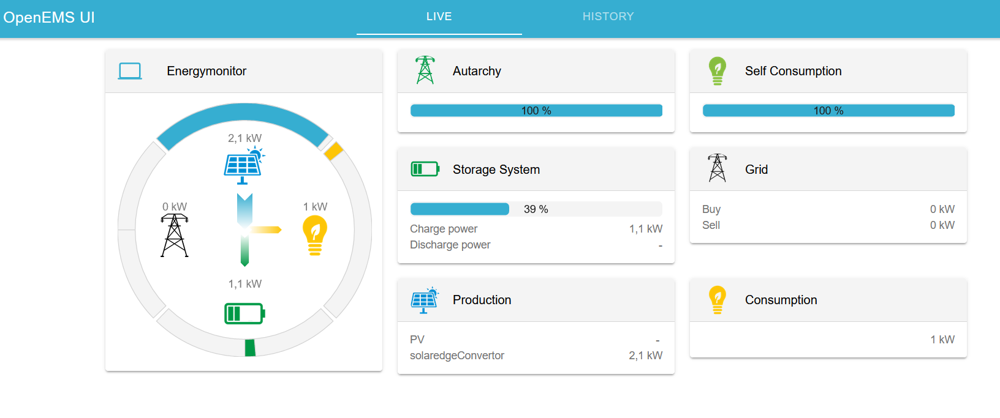 OpenEMS UI
LIVE
HISTORY
Energymonitor
2,1 kW
0 kW
1 kW
1,1 kW
Autarchy
100 %
Self Consumption
100 %
Storage System
39 %
Charge power 1,1 kW
Discharge power -
Grid
Buy 0 kW
Sell 0 kW
Production
PV -
solaredgeConvertor 2,1 kW
Consumption
1 kW